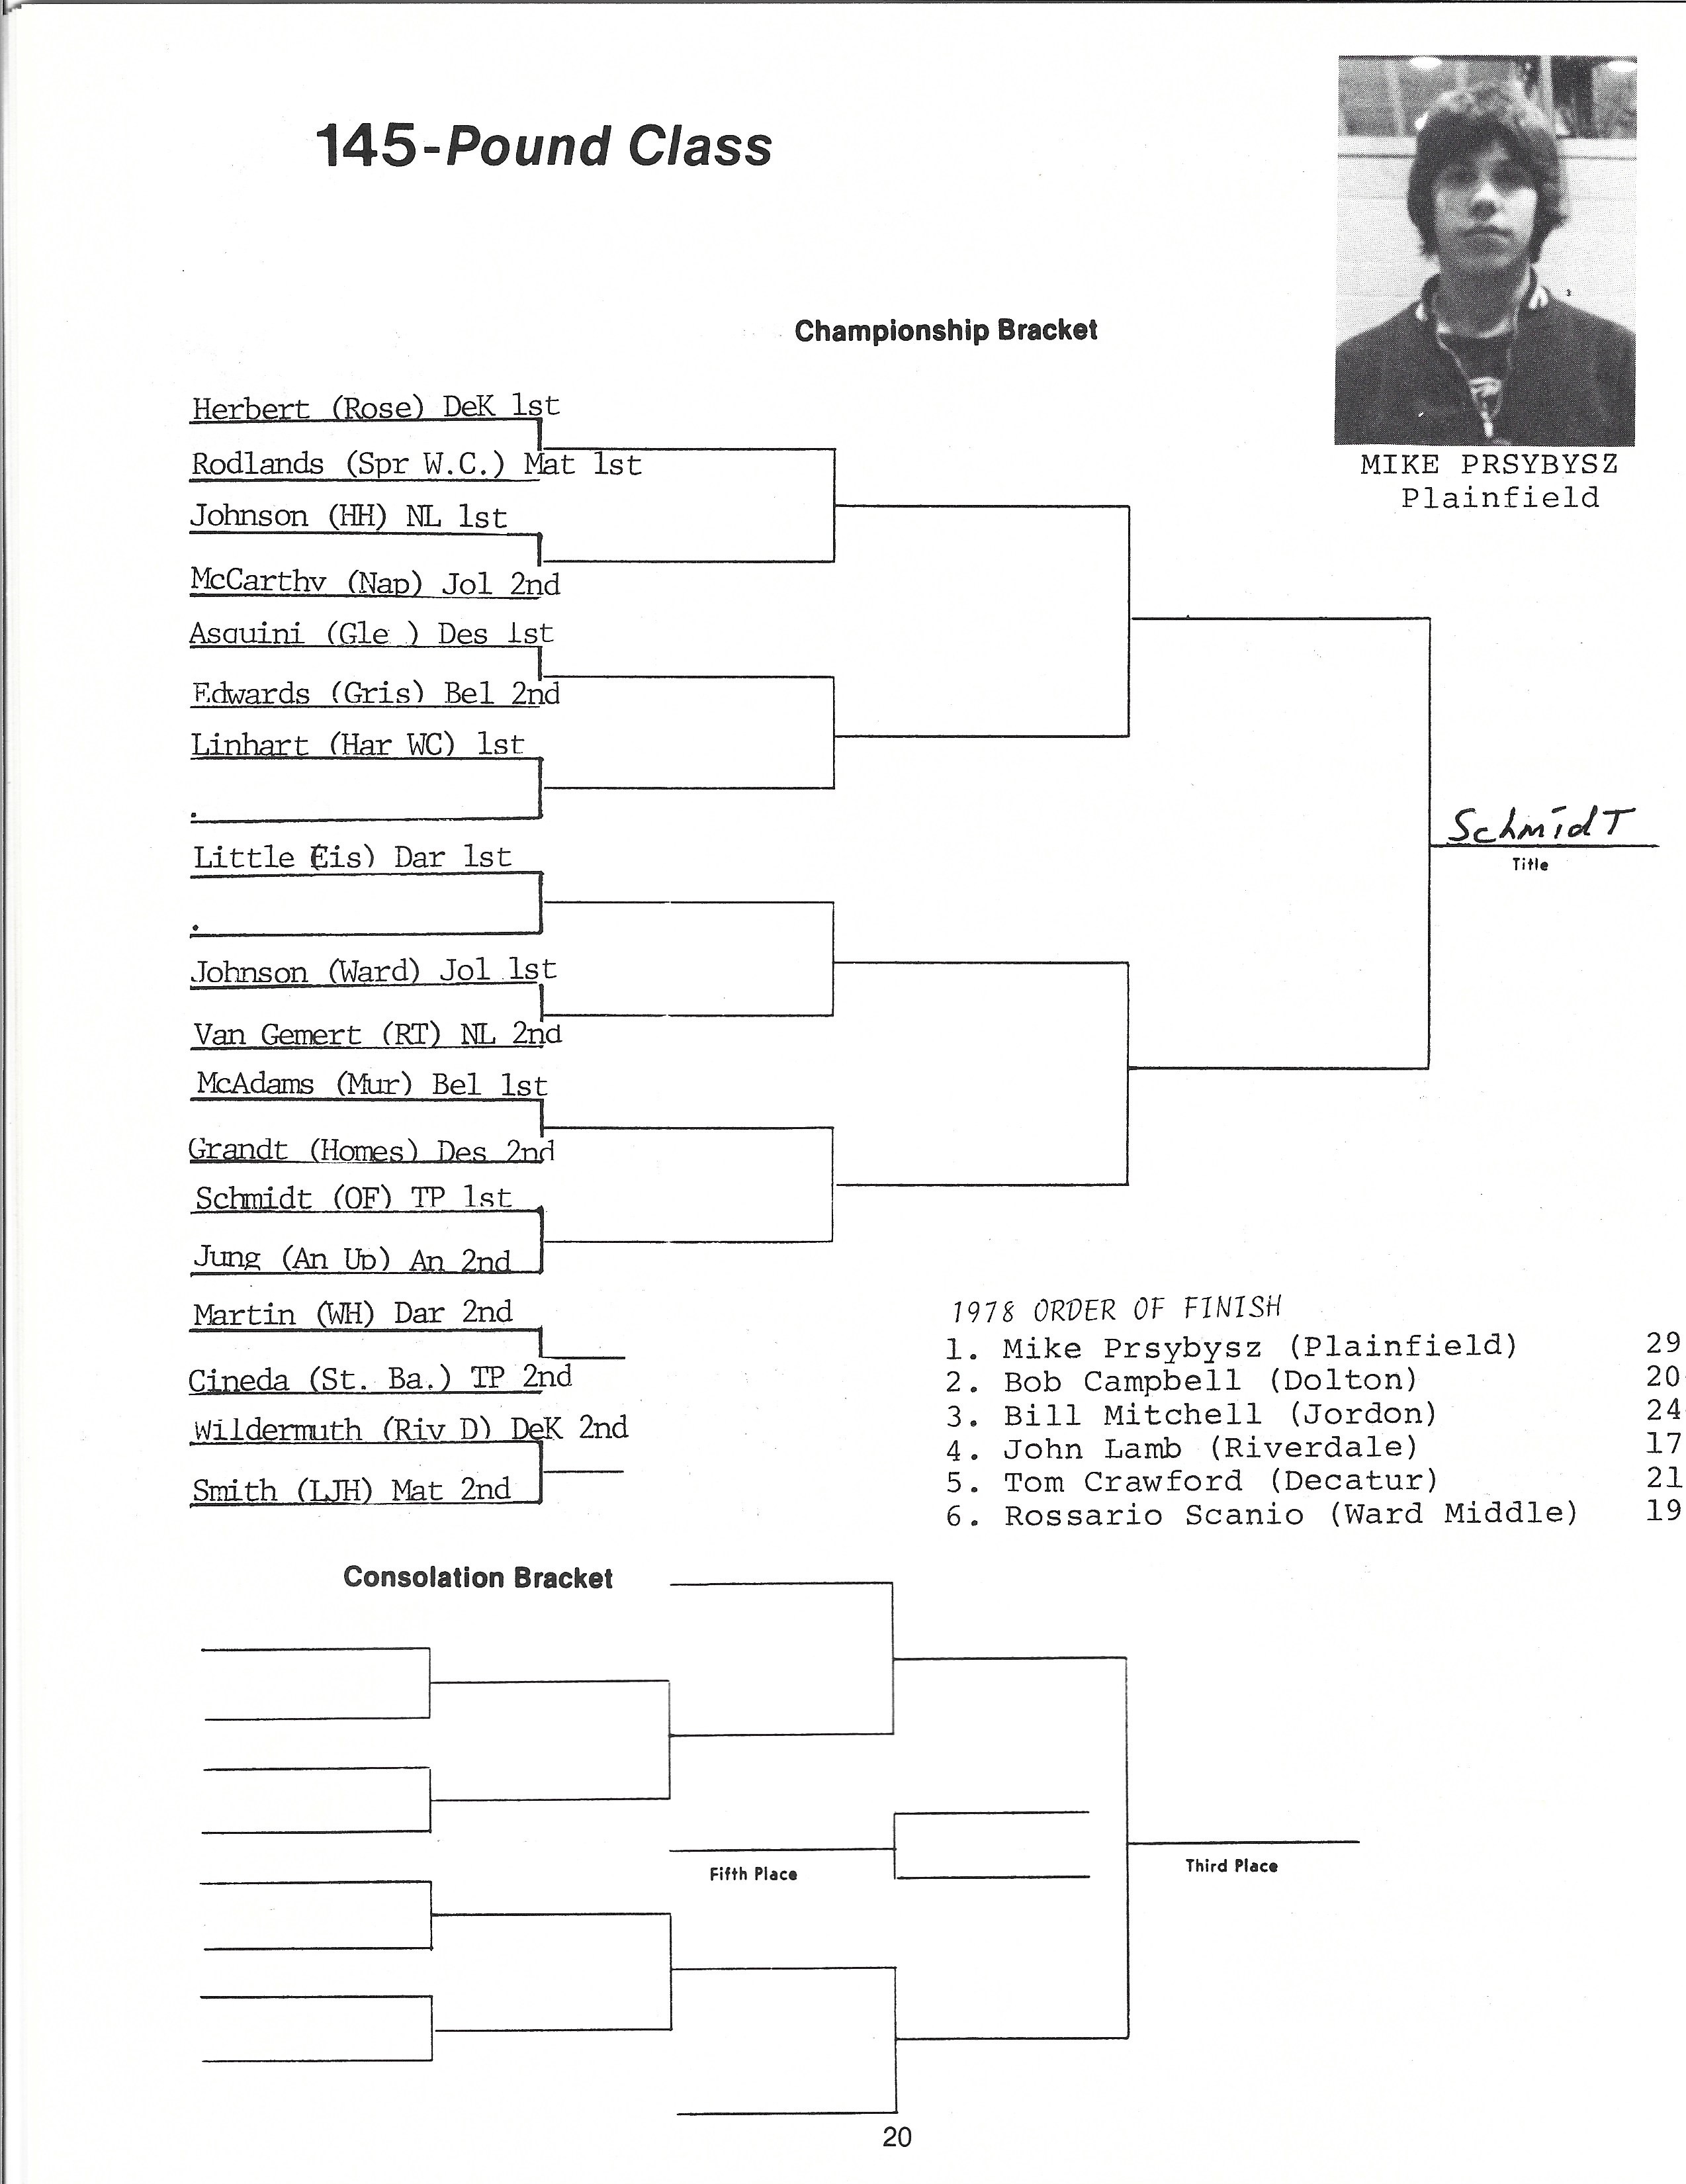 145-Pound Class
MIKE PRSYBYSZ
Plainfield
Championship Bracket
Herbert (Rose) DeK 1st
Rodlands (Spr W.C.) Mat 1st
Johnson (HH) NL 1st
McCarthy (Nap) Jol 2nd
Asquini (Gle ) Des 1st
Edwards (Gris) Bel 2nd
Linhart (Har WC) 1st
.
Schmidt
Title
Little (Eis) Dar 1st
.
Johnson (Ward) Jol 1st
Van Gemert (RT) NL 2nd
McAdams (Mur) Bel 1st
Grandt (Homes) Des 2nd
Schmidt (OF) TP 1st
Jung (An Up) An 2nd
Martin (WH) Dar 2nd
Cineda (St. Ba.) TP 2nd
Wildermuth (Riv D) DeK 2nd
Smith (LJH) Mat 2nd
1978 ORDER OF FINISH
1. Mike Prsybysz (Plainfield) 29
2. Bob Campbell (Dolton) 20
3. Bill Mitchell (Jordon) 24
4. John Lamb (Riverdale) 17
5. Tom Crawford (Decatur) 21
6. Rossario Scanio (Ward Middle) 19
Consolation Bracket
Fifth Place
Third Place
20